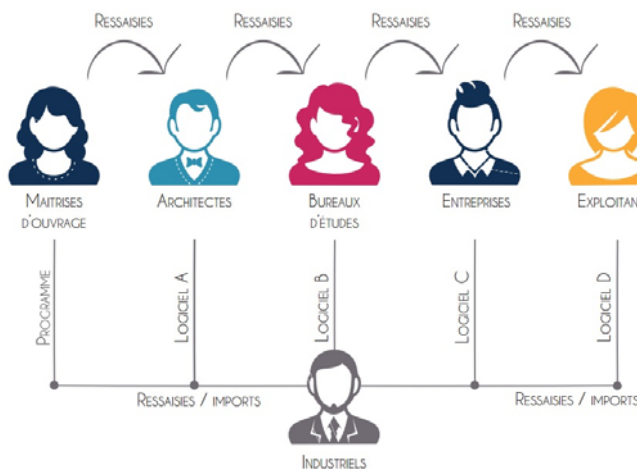 RESSAISIES
RESSAISIES
RESSAISIES
RESSAISIES
MAITRISES
D'OUVRAGE
ARCHITECTES
BUREAUX
D'ÉTUDES
ENTREPRISES
EXPLOITAN
PROGRAMME
LOGICIEL A
LOGICIEL B
LOGICIEL C
LOGICIEL D
RESSAISIES / IMPORTS
RESSAISIES / IMPORTS
INDUSTRIELS